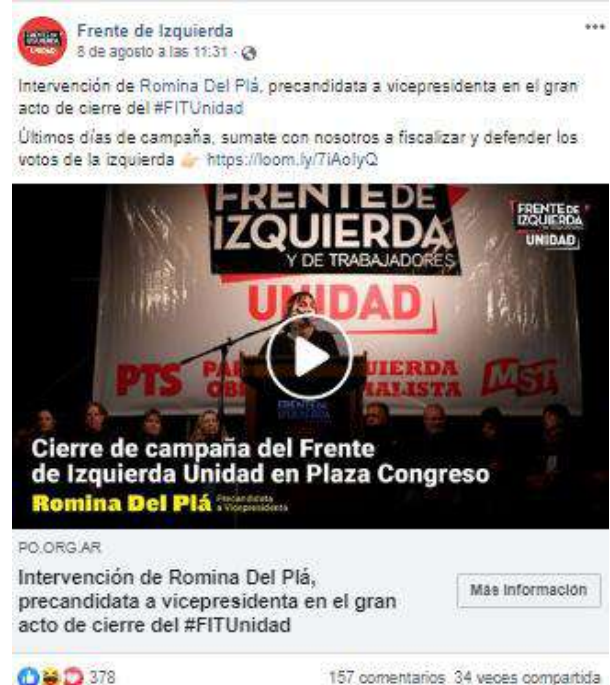 Frente de Izquierda
8 de agosto a las 11:31 ·
Intervención de Romina Del Plá, precandidata a vicepresidenta en el gran
acto de cierre del #FITUnidad
Últimos días de campaña, sumate con nosotros a fiscalizar y defender los
votos de la izquierda 👉 https://loom.ly/7iAoIyQ
FRENTE DE
IZQUIERDA
Y DE TRABAJADORES
UNIDAD
FRENTE DE
IZQUIERDA
UNIDAD
PTS
MST
Cierre de campaña del Frente
de Izquierda Unidad en Plaza Congreso
Romina Del Plá Precandidata
a Vicepresidenta
PO.ORG.AR
Intervención de Romina Del Plá,
precandidata a vicepresidenta en el gran
acto de cierre del #FITUnidad
Más información
378
157 comentarios 34 veces compartida